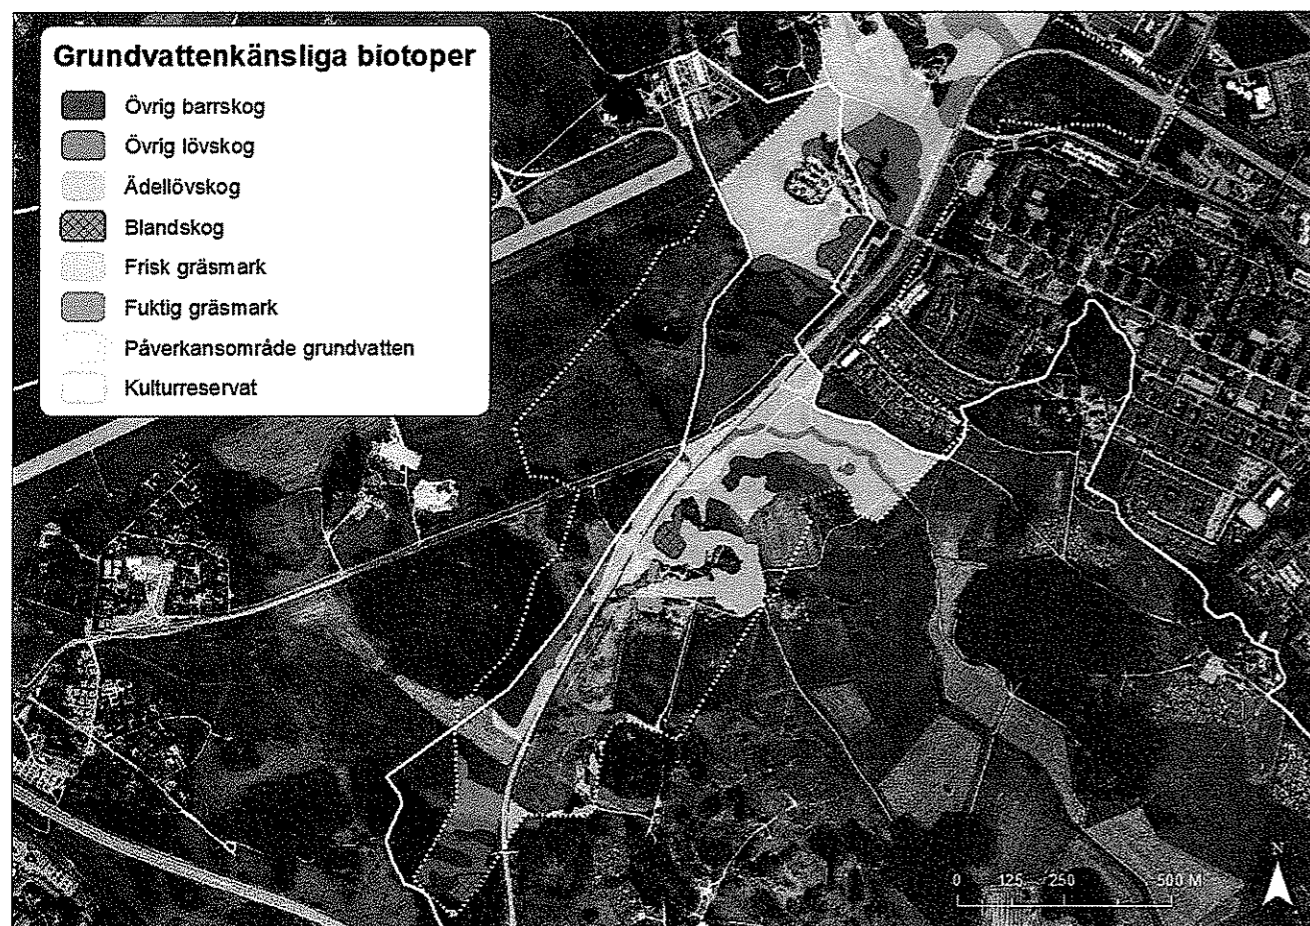 Grundvattenkänsliga biotoper
Övrig barrskog
Övrig lövskog
Ädellövskog
Blandskog
Frisk gräsmark
Fuktig gräsmark
Påverkansområde grundvatten
Kulturreservat
N
0 125 250 500 M